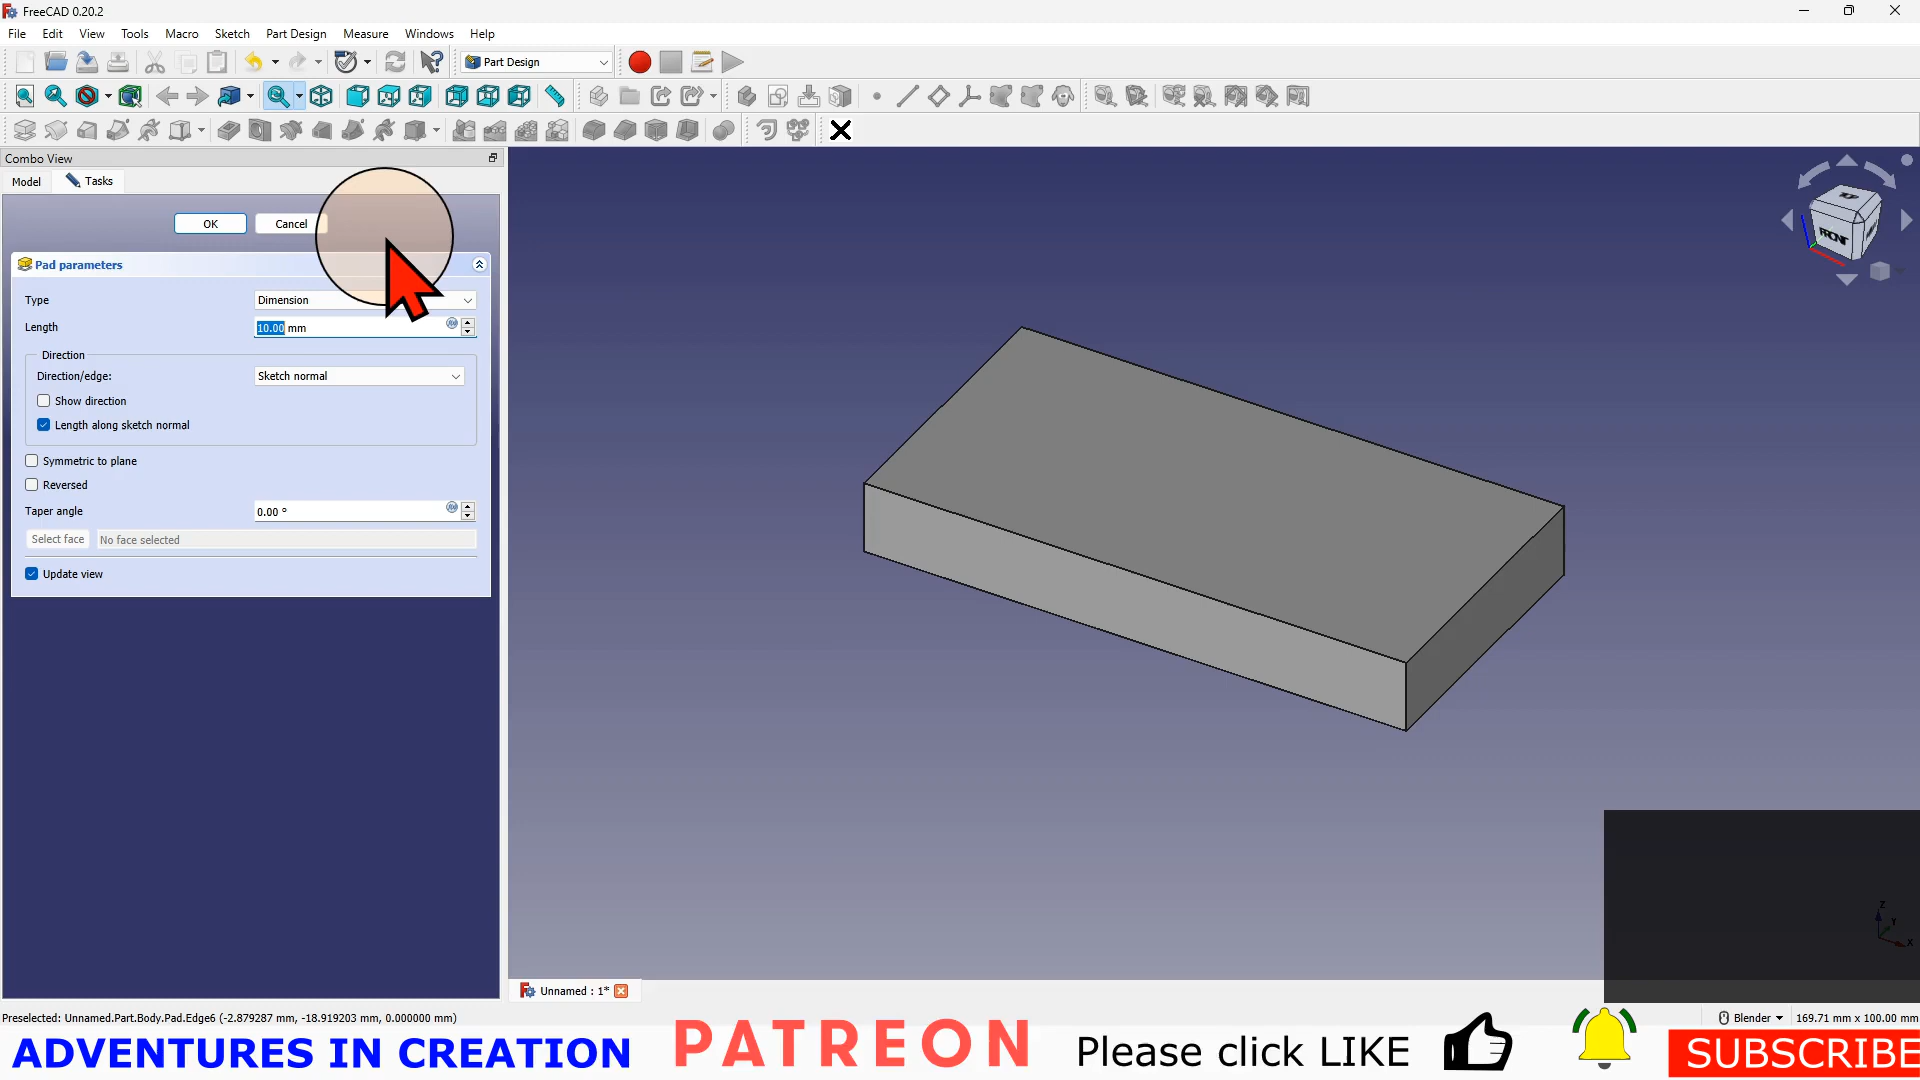 FreeCAD 0.20.2
File Edit View Tools Macro Sketch Part Design Measure Windows Help
Part Design
Combo View
Model Tasks
OK Cancel
Pad parameters
Type Dimension
Length 10.00 mm
Direction
Direction/edge: Sketch normal
Show direction
Length along sketch normal
Symmetric to plane
Reversed
Taper angle 0.00 °
Select face No face selected
Update view
TOP
FRONT
Z
Y
X
Unnamed : 1*
Preselected: Unnamed.Part.Body.Pad.Edge6 (-2.879287 mm, -18.919203 mm, 0.000000 mm)
Blender 169.71 mm x 100.00 mm
ADVENTURES IN CREATION PATREON Please click LIKE SUBSCRIBE